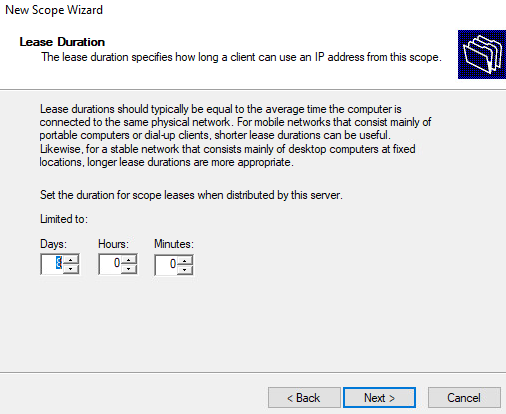 New Scope Wizard
Lease Duration
The lease duration specifies how long a client can use an IP address from this scope.
Lease durations should typically be equal to the average time the computer is
connected to the same physical network. For mobile networks that consist mainly of
portable computers or dial-up clients, shorter lease durations can be useful.
Likewise, for a stable network that consists mainly of desktop computers at fixed
locations, longer lease durations are more appropriate.
Set the duration for scope leases when distributed by this server.
Limited to:
Days: Hours: Minutes:
0 0
< Back Next > Cancel